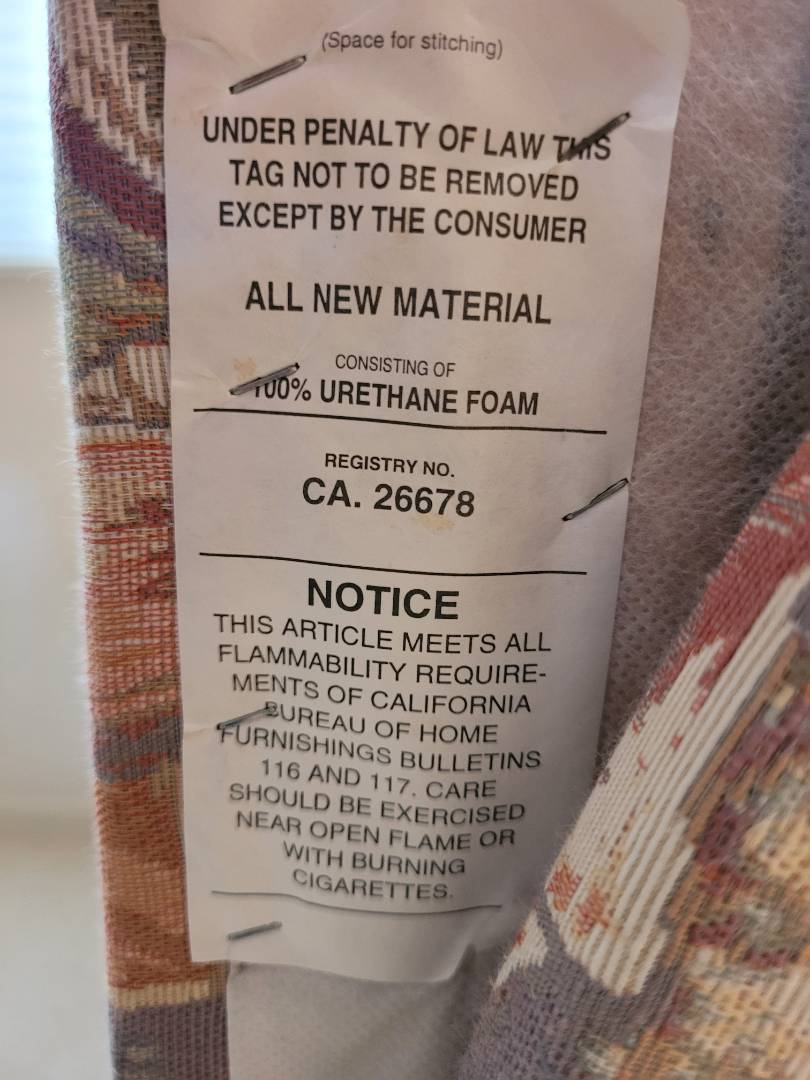 (Space for stitching)
UNDER PENALTY OF LAW THIS
TAG NOT TO BE REMOVED
EXCEPT BY THE CONSUMER
ALL NEW MATERIAL
CONSISTING OF
100% URETHANE FOAM
REGISTRY NO.
CA. 26678
NOTICE
THIS ARTICLE MEETS ALL
FLAMMABILITY REQUIRE-
MENTS OF CALIFORNIA
BUREAU OF HOME
FURNISHINGS BULLETINS
116 AND 117. CARE
SHOULD BE EXERCISED
NEAR OPEN FLAME OR
WITH BURNING
CIGARETTES.